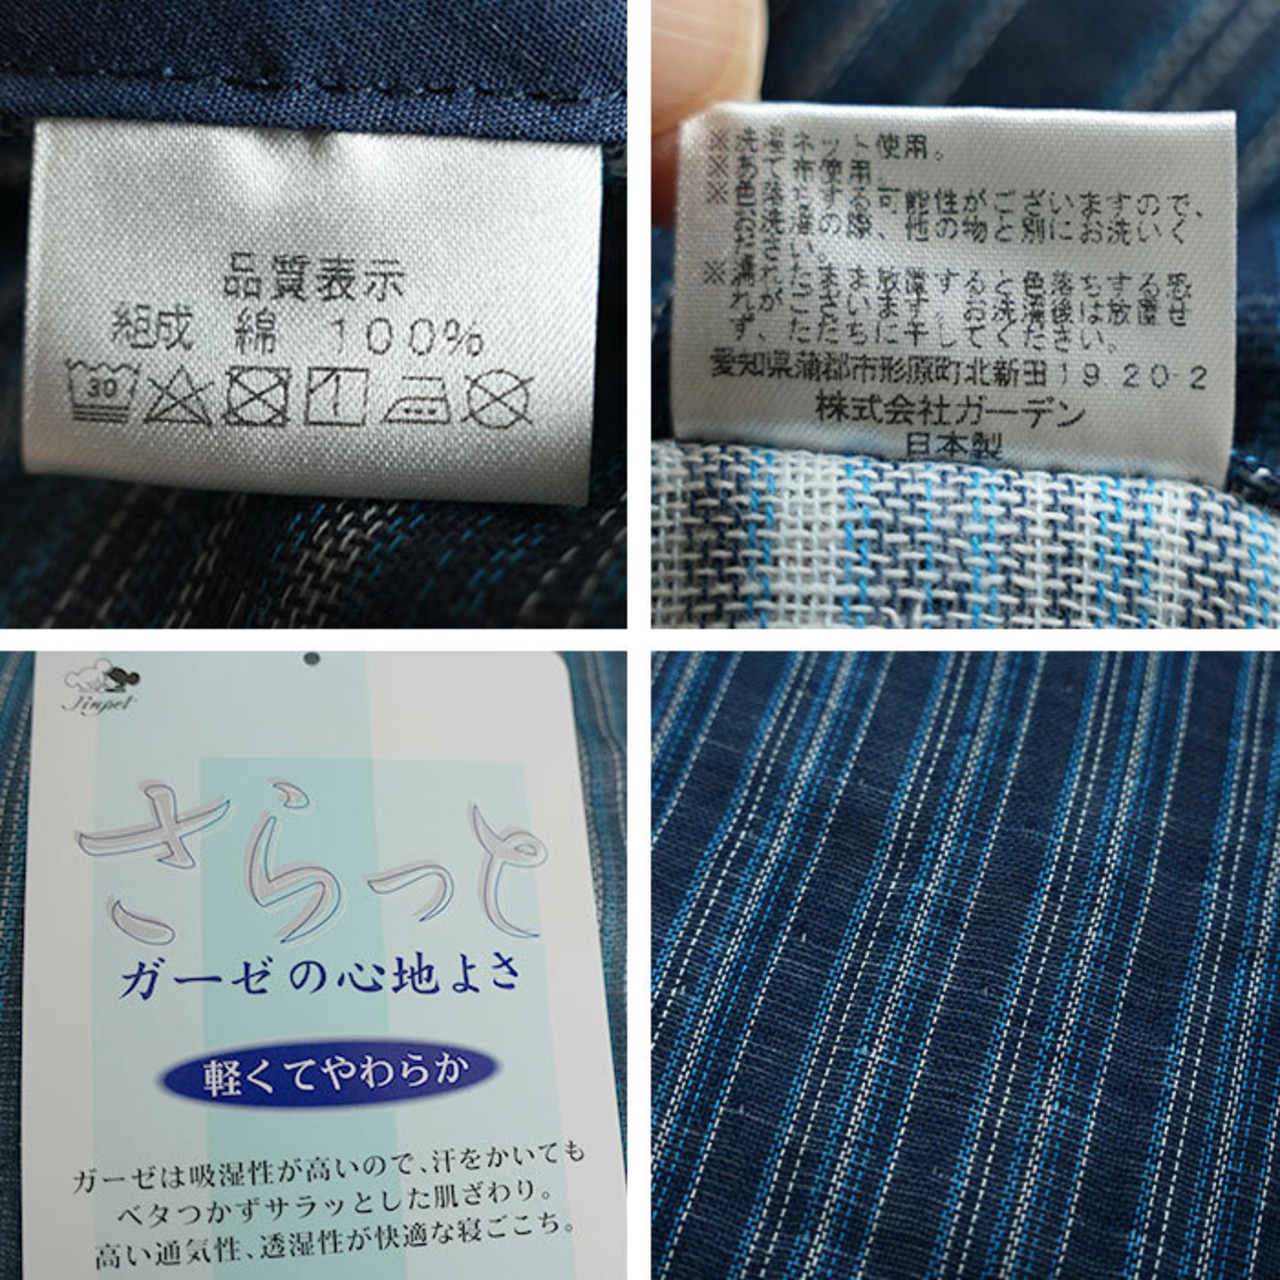 品質表示
組成 綿 100%
30
※洗濯ネット使用。
※あて布使用。
※色落ちする可能性がございますので、
お洗濯の際、他の物と別にお洗いく
ださい。
※濡れたまま放置すると色落ちする恐
れがございます。お洗濯後は放置せ
ず、ただちに干してください。
愛知県蒲郡市形原町北新田19 20-2
株式会社ガーデン
日本製
Jinpet
さらっと
ガーゼの心地よさ
軽くてやわらか
ガーゼは吸湿性が高いので、汗をかいても
ベタつかずサラッとした肌ざわり。
高い通気性、透湿性が快適な寝ごこち。